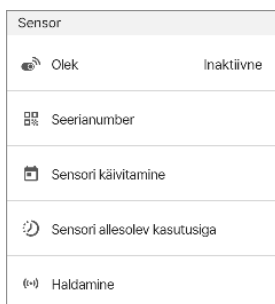 Sensor
Olek Inaktiivne
Seerianumber
Sensori käivitamine
Sensori allesolev kasutusiga
Haldamine